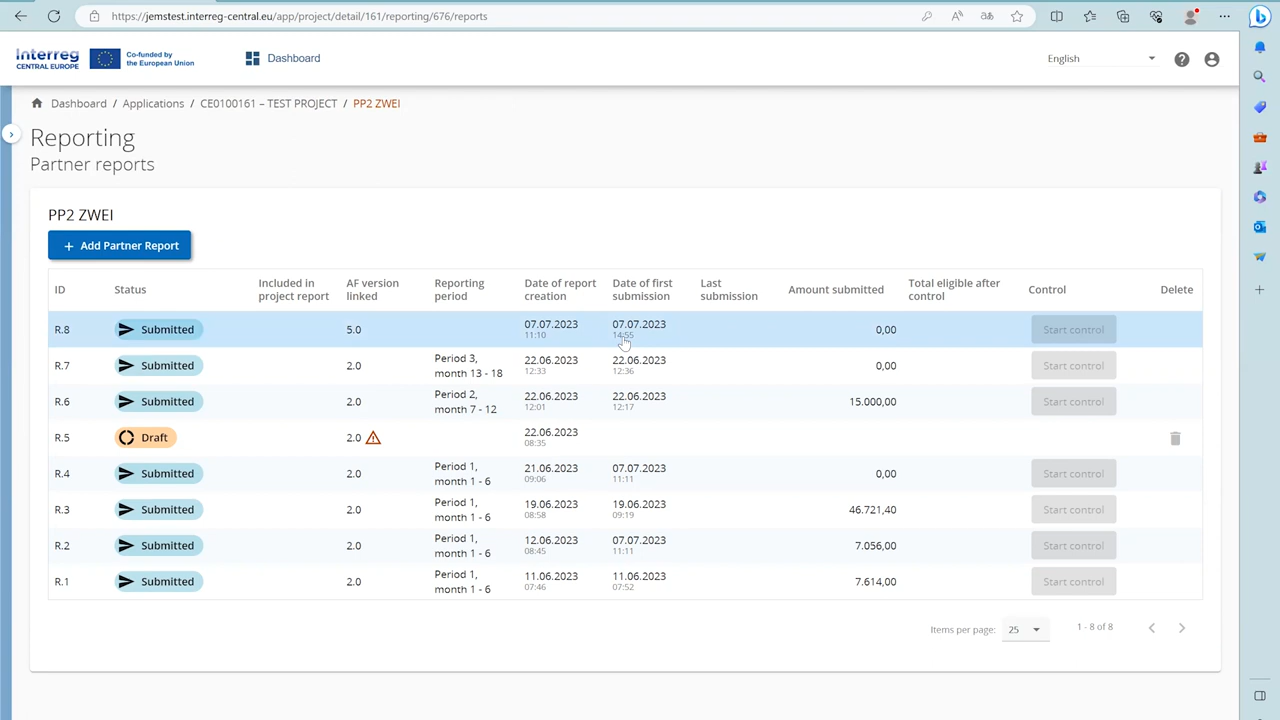 https://jemstest.interreg-central.eu/app/project/detail/161/reporting/676/reports
Interreg
CENTRAL EUROPE
Co-funded by
the European Union
Dashboard
English
Dashboard / Applications / CE0100161 – TEST PROJECT / PP2 ZWEI
Reporting
Partner reports
PP2 ZWEI
+ Add Partner Report
ID Status Included in project report AF version linked Reporting period Date of report creation Date of first submission Last submission Amount submitted Total eligible after control Control Delete
R.8 Submitted 5.0 07.07.2023 11:10 07.07.2023 14:55 0,00 Start control
R.7 Submitted 2.0 Period 3, month 13 - 18 22.06.2023 12:33 22.06.2023 12:36 0,00 Start control
R.6 Submitted 2.0 Period 2, month 7 - 12 22.06.2023 12:01 22.06.2023 12:17 15.000,00 Start control
R.5 Draft 2.0 22.06.2023 08:35
R.4 Submitted 2.0 Period 1, month 1 - 6 21.06.2023 09:06 07.07.2023 11:11 0,00 Start control
R.3 Submitted 2.0 Period 1, month 1 - 6 19.06.2023 08:58 19.06.2023 09:19 46.721,40 Start control
R.2 Submitted 2.0 Period 1, month 1 - 6 12.06.2023 08:45 07.07.2023 11:11 7.056,00 Start control
R.1 Submitted 2.0 Period 1, month 1 - 6 11.06.2023 07:46 11.06.2023 07:52 7.614,00 Start control
Items per page: 25 1 - 8 of 8